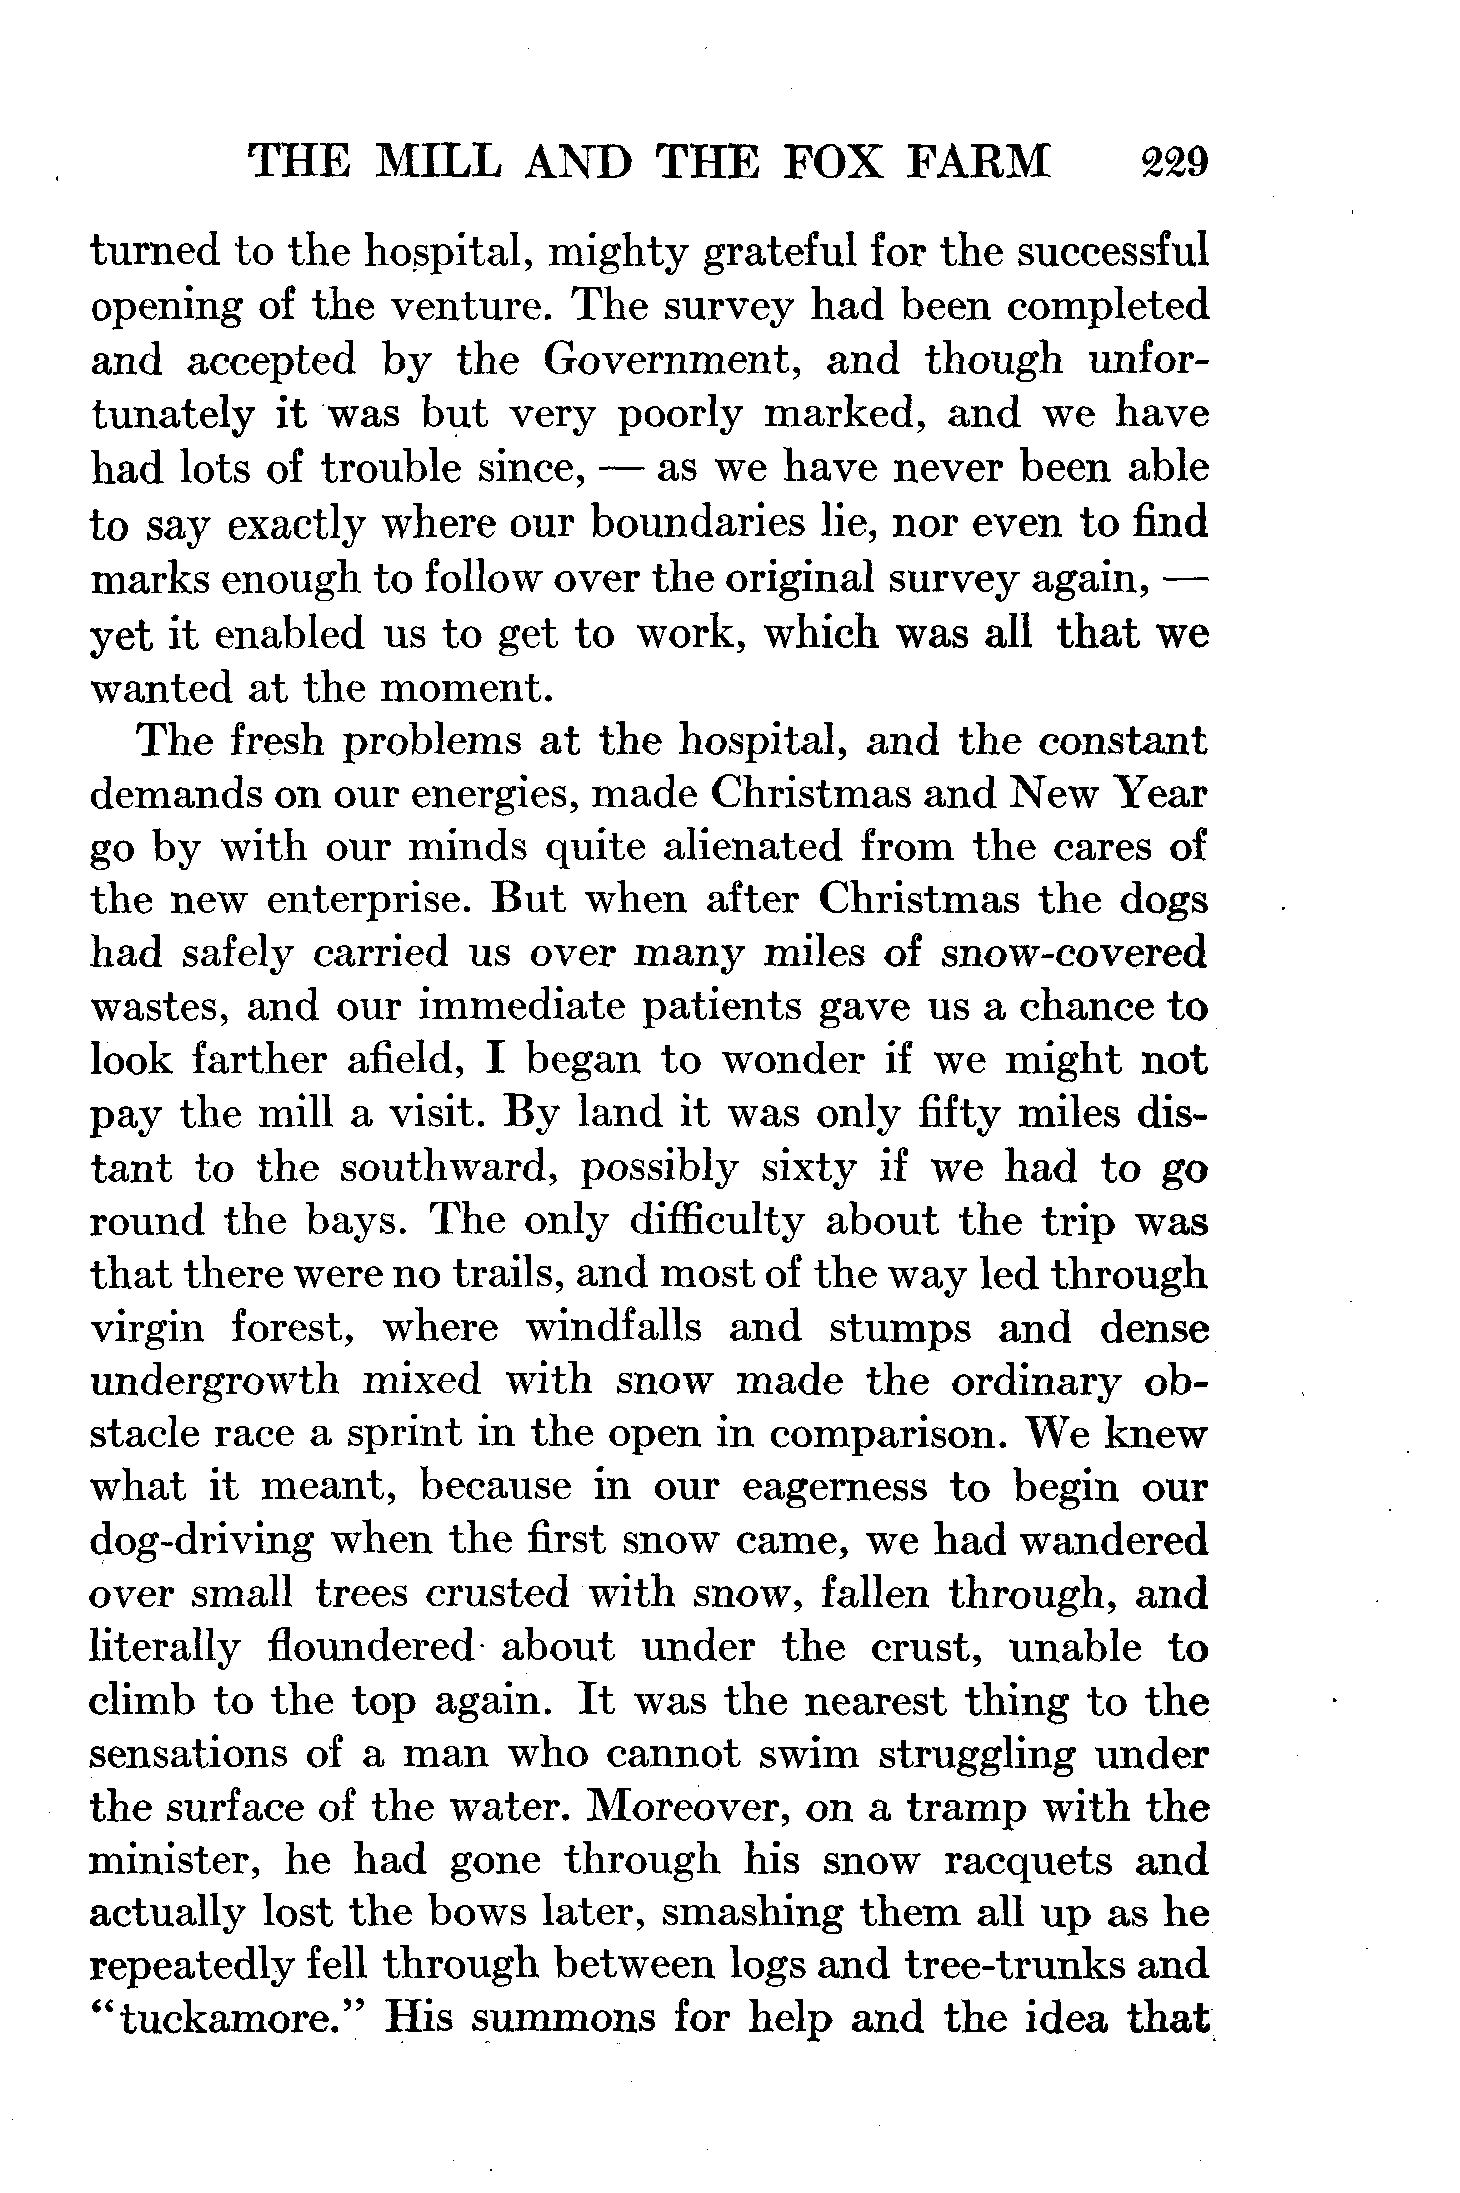 THE MILL AND THE FOX FARM 229
turned to the hospital, mighty grateful for the successful
opening of the venture. The survey had been completed
and accepted by the Government, and though unfor-
tunately it was but very poorly marked, and we have
had lots of trouble since, — as we have never been able
to say exactly where our boundaries lie, nor even to find
marks enough to follow over the original survey again, —
yet it enabled us to get to work, which was all that we
wanted at the moment.
The fresh problems at the hospital, and the constant
demands on our energies, made Christmas and New Year
go by with our minds quite alienated from the cares of
the new enterprise. But when after Christmas the dogs
had safely carried us over many miles of snow-covered
wastes, and our immediate patients gave us a chance to
look farther afield, I began to wonder if we might not
pay the mill a visit. By land it was only fifty miles dis-
tant to the southward, possibly sixty if we had to go
round the bays. The only difficulty about the trip was
that there were no trails, and most of the way led through
virgin forest, where windfalls and stumps and dense
undergrowth mixed with snow made the ordinary ob-
stacle race a sprint in the open in comparison. We knew
what it meant, because in our eagerness to begin our
dog-driving when the first snow came, we had wandered
over small trees crusted with snow, fallen through, and
literally floundered about under the crust, unable to
climb to the top again. It was the nearest thing to the
sensations of a man who cannot swim struggling under
the surface of the water. Moreover, on a tramp with the
minister, he had gone through his snow racquets and
actually lost the bows later, smashing them all up as he
repeatedly fell through between logs and tree-trunks and
“tuckamore.” His summons for help and the idea that